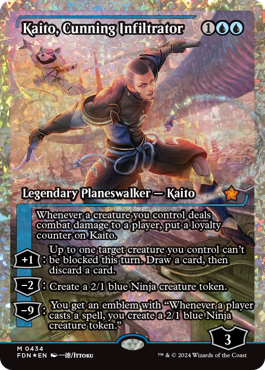 Kaito, Cunning Infiltrator 1
Legendary Planeswalker — Kaito
Whenever a creature you control deals
combat damage to a player, put a loyalty
counter on Kaito.
+1: Up to one target creature you control can't
be blocked this turn. Draw a card, then
discard a card.
−2: Create a 2/1 blue Ninja creature token.
−9: You get an emblem with "Whenever a player
casts a spell, you create a 2/1 blue Ninja
creature token."
3
M 0434
FDN ★ EN 一徳/ITTOKU
™ & © 2024 Wizards of the Coast